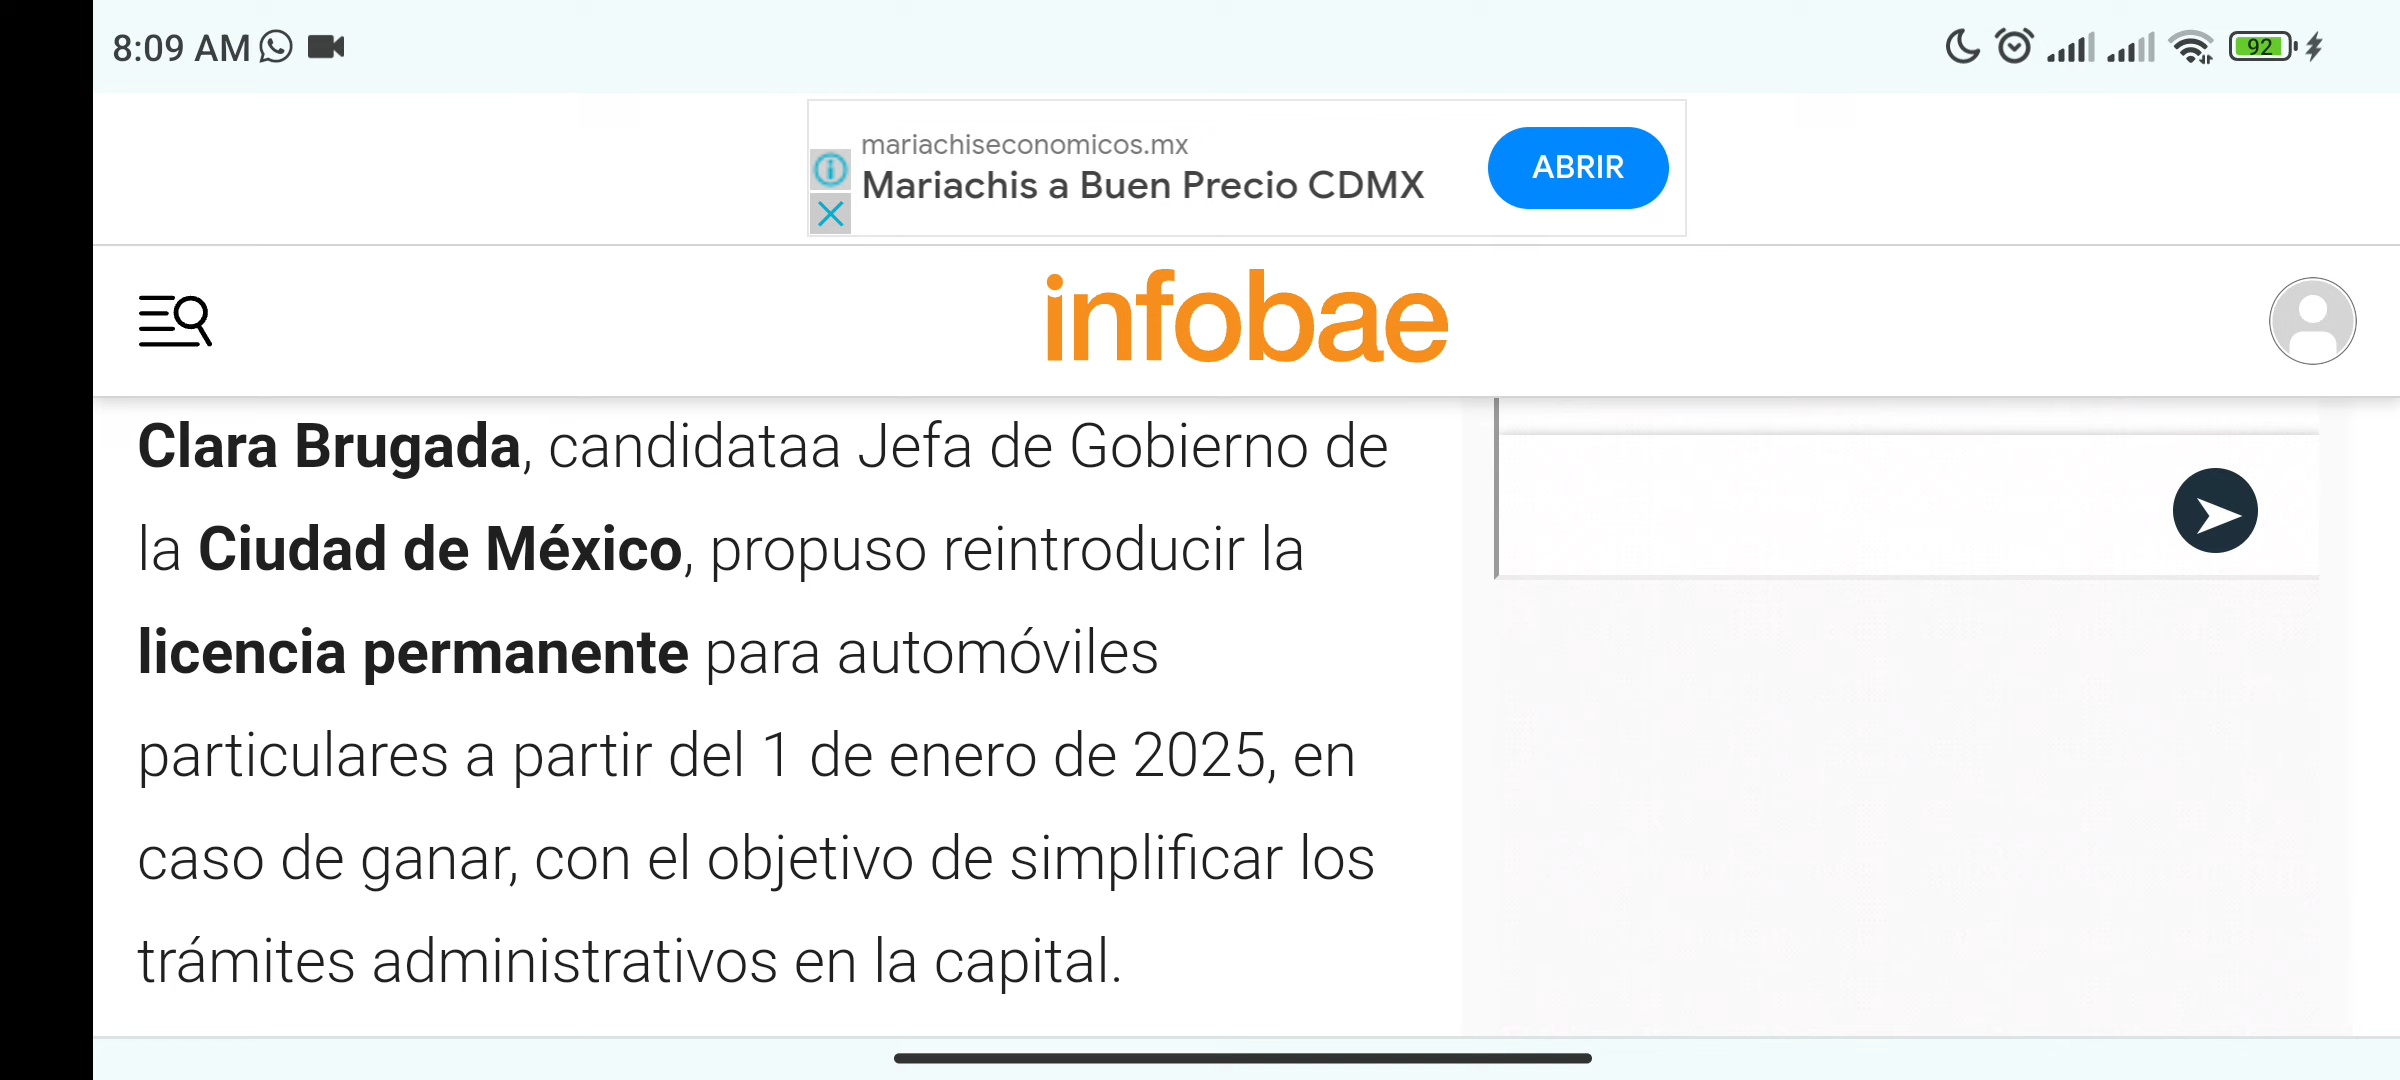 8:09 AM
92
mariachiseconomicos.mx
Mariachis a Buen Precio CDMX
ABRIR
infobae
Clara Brugada, candidataa Jefa de Gobierno de
la Ciudad de México, propuso reintroducir la
licencia permanente para automóviles
particulares a partir del 1 de enero de 2025, en
caso de ganar, con el objetivo de simplificar los
trámites administrativos en la capital.